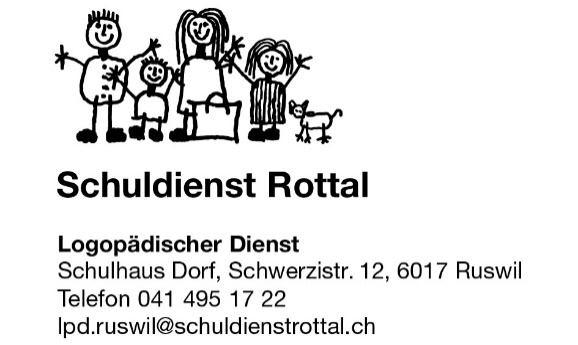 Schuldienst Rottal
Logopädischer Dienst
Schulhaus Dorf, Schwerzistr. 12, 6017 Ruswil
Telefon 041 495 17 22
lpd.ruswil@schuldienstrottal.ch